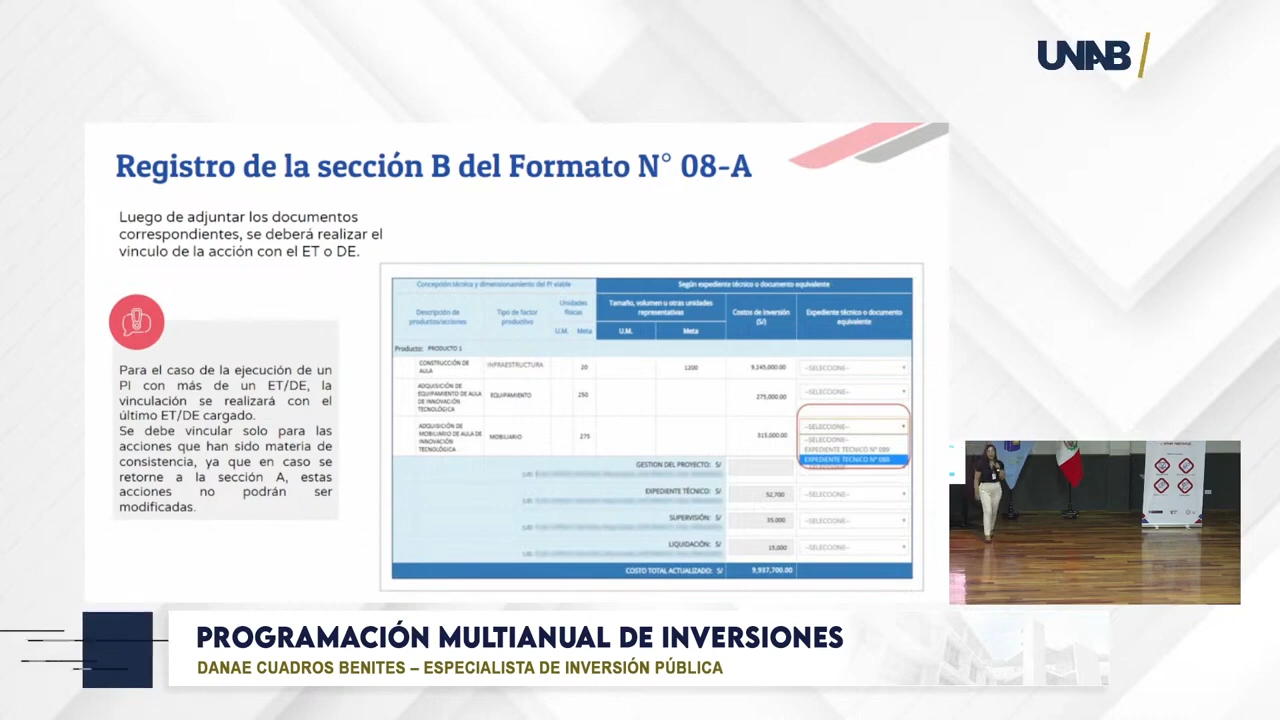 UNAB
Registro de la sección B del Formato N° 08-A
Luego de adjuntar los documentos
correspondientes, se deberá realizar el
vínculo de la acción con el ET o DE.
Para el caso de la ejecución de un
PI con más de un ET/DE, la
vinculación se realizará con el
último ET/DE cargado.
Se debe vincular solo para las
acciones que han sido materia de
consistencia, ya que en caso se
retorne a la sección A, estas
acciones no podrán ser
modificadas.
Concepción técnica y dimensionamiento del PI viable
Según expediente técnico o documento equivalente
Descripción de
productos/acciones
Tipo de factor
productivo
Unidades
físicas
U.M. Meta
Tamaño, volumen u otras unidades
representativas
U.M. Meta
Costos de inversión
(S/)
Expediente técnico o documento
equivalente
Producto: PRODUCTO 1
CONSTRUCCIÓN DE
AULA
INFRAESTRUCTURA 20 1200 9,245,000.00 --SELECCIONE--
ADQUISICIÓN DE
EQUIPAMIENTO DE AULA
DE INNOVACIÓN
TECNOLÓGICA
EQUIPAMIENTO 250 275,000.00 --SELECCIONE--
ADQUISICIÓN DE
MOBILIARIO DE AULA DE
INNOVACIÓN
TECNOLÓGICA
MOBILIARIO 275 315,000.00 --SELECCIONE--
--SELECCIONE--
EXPEDIENTE TECNICO N° 099
GESTION DEL PROYECTO: S/ --SELECCIONE--
EXPEDIENTE TÉCNICO: S/ 52,700 --SELECCIONE--
SUPERVISIÓN: S/ 35,000 --SELECCIONE--
LIQUIDACIÓN: S/ 15,000 --SELECCIONE--
COSTO TOTAL ACTUALIZADO: S/ 9,937,700.00
PROGRAMACIÓN MULTIANUAL DE INVERSIONES
DANAE CUADROS BENITES – ESPECIALISTA DE INVERSIÓN PÚBLICA